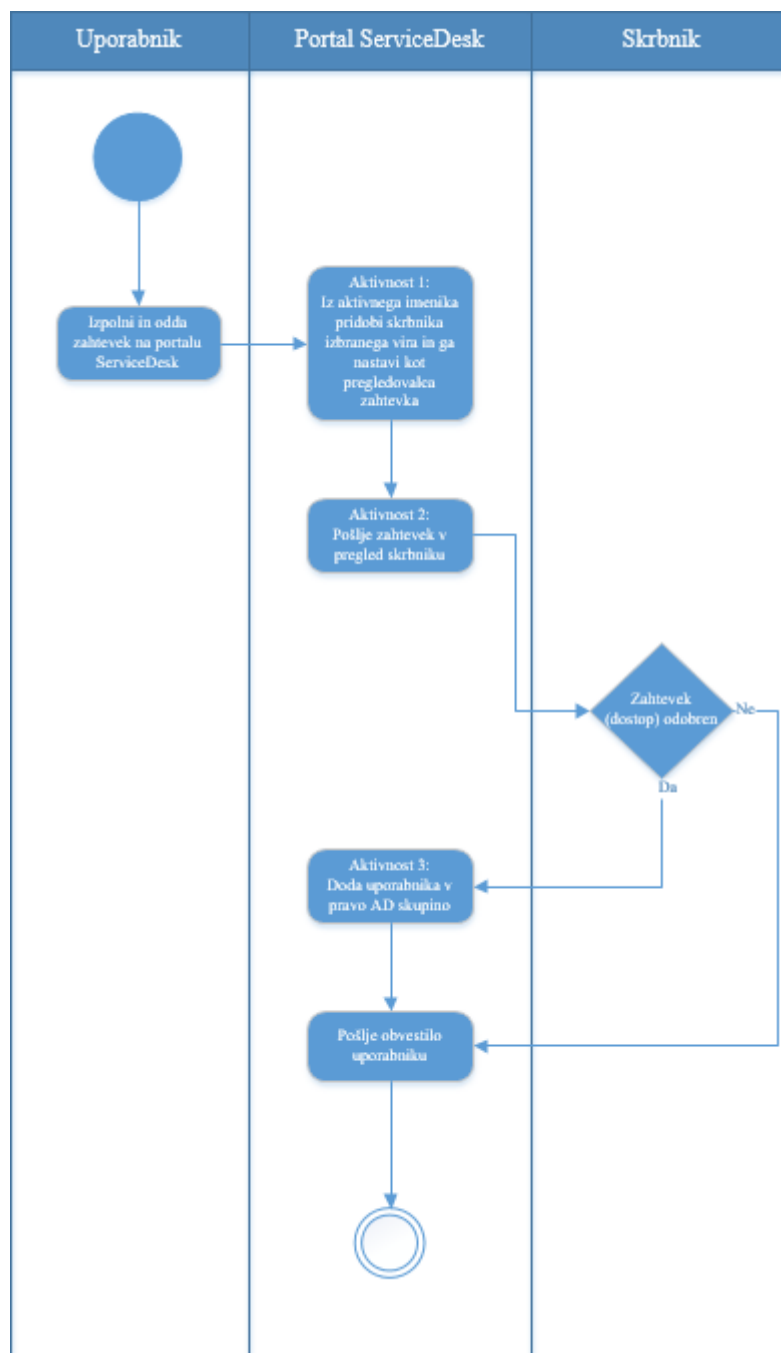 Uporabnik
Portal ServiceDesk
Skrbnik
Izpolni in odda
zahtevek na portalu
ServiceDesk
Aktivnost 1:
Iz aktivnega imenika
pridobi skrbnika
izbranega vira in ga
nastavi kot
pregledovalca
zahtevka
Aktivnost 2:
Pošlje zahtevek v
pregled skrbniku
Zahtevek
(dostop) odobren
Ne
Da
Aktivnost 3:
Doda uporabnika v
pravo AD skupino
Pošlje obvestilo
uporabniku